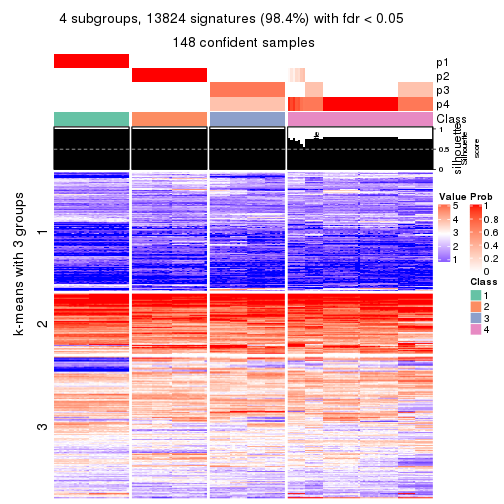 4 subgroups, 13824 signatures (98.4%) with fdr < 0.05
148 confident samples
p1
p2
p3
p4
Class
silhouette
Silhouette
score
1
0.5
0
k-means with 3 groups
1
2
3
Value
5
4
3
2
1
Prob
1
0.8
0.6
0.4
0.2
0
Class
1
2
3
4